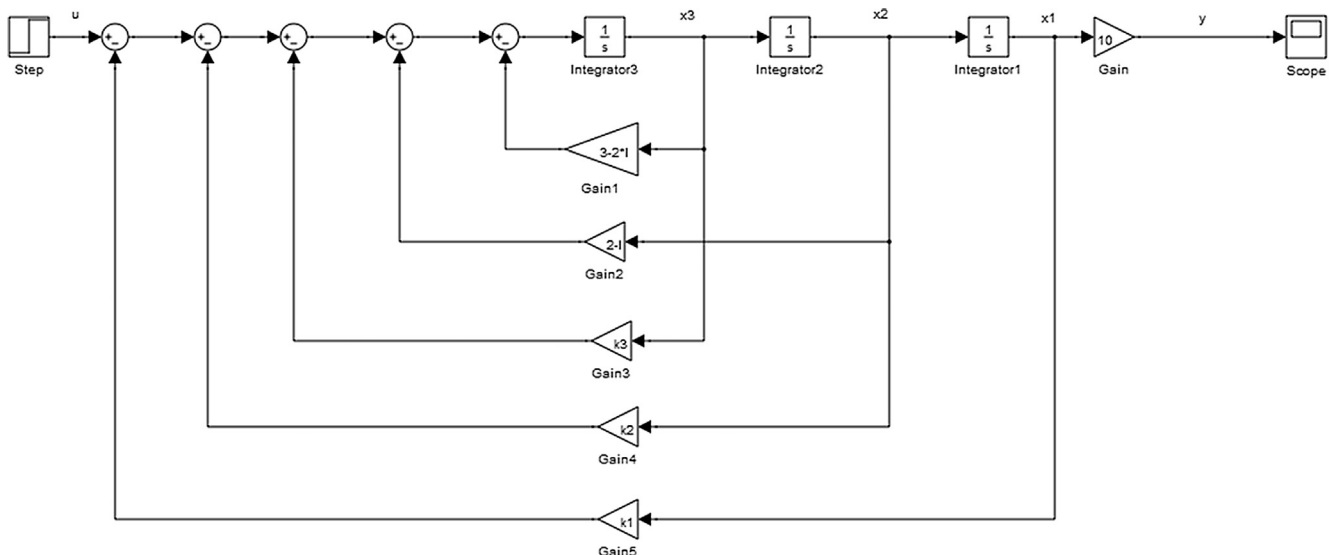 u
x3
x2
x1
y
+
−
+
−
+
−
+
−
+
−
1
s
1
s
1
s
10
Step
Integrator3
Integrator2
Integrator1
Gain
Scope
3-2*I
Gain1
2-I
Gain2
k3
Gain3
k2
Gain4
k1
Gain5